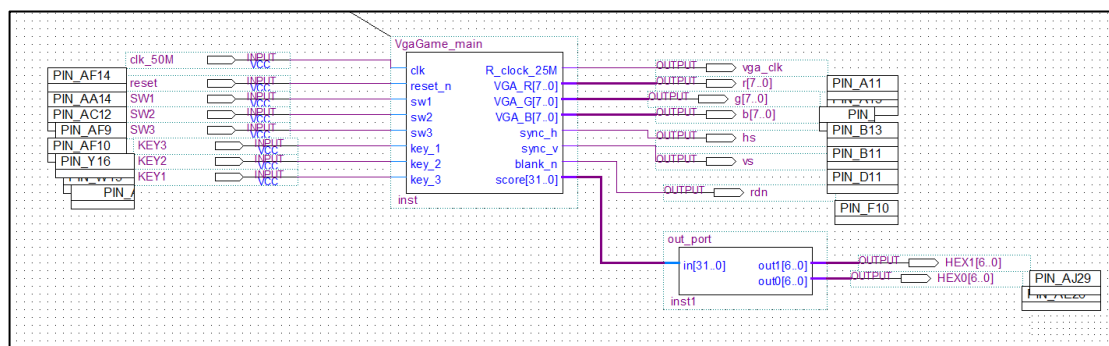 VgaGame_main
clk_50M INPUT VCC clk R_clock_25M OUTPUT vga_clk
PIN_AF14 reset INPUT VCC reset_n VGA_R[7..0] OUTPUT r[7..0] PIN_A11
PIN_AA14 SW1 INPUT VCC sw1 VGA_G[7..0] OUTPUT g[7..0]
PIN_AC12 SW2 INPUT VCC sw2 VGA_B[7..0] OUTPUT b[7..0] PIN_
PIN_AF9 SW3 INPUT VCC sw3 sync_h OUTPUT hs PIN_B13
PIN_AF10 KEY3 INPUT VCC key_1 sync_v
PIN_Y16 KEY2 INPUT VCC key_2 blank_n OUTPUT vs PIN_B11
KEY1 INPUT VCC key_3 score[31..0] PIN_D11
OUTPUT rdn
inst PIN_F10
out_port
in[31..0] out1[6..0] OUTPUT HEX1[6..0]
out0[6..0] OUTPUT HEX0[6..0] PIN_AJ29
inst1